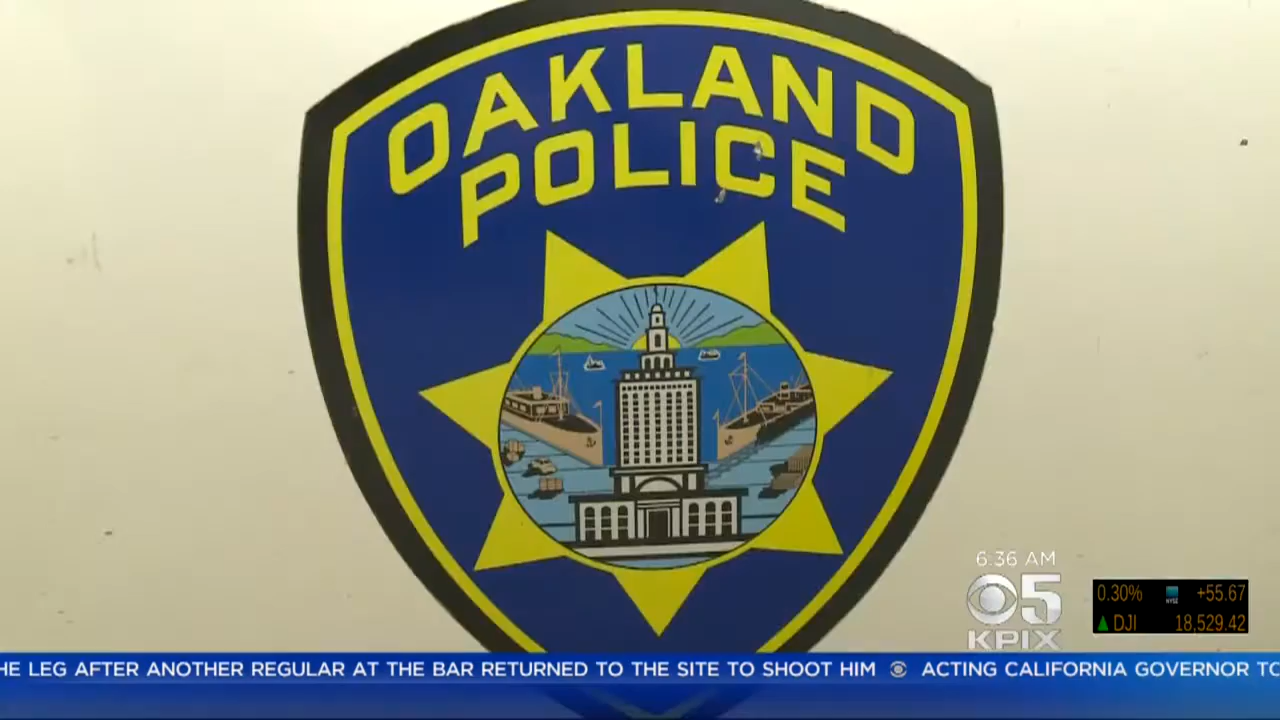 OAKLAND
POLICE
6:36 AM
5
KPIX
0.30% NYSE +55.67
DJI 18,529.42
HE LEG AFTER ANOTHER REGULAR AT THE BAR RETURNED TO THE SITE TO SHOOT HIM ACTING CALIFORNIA GOVERNOR TO